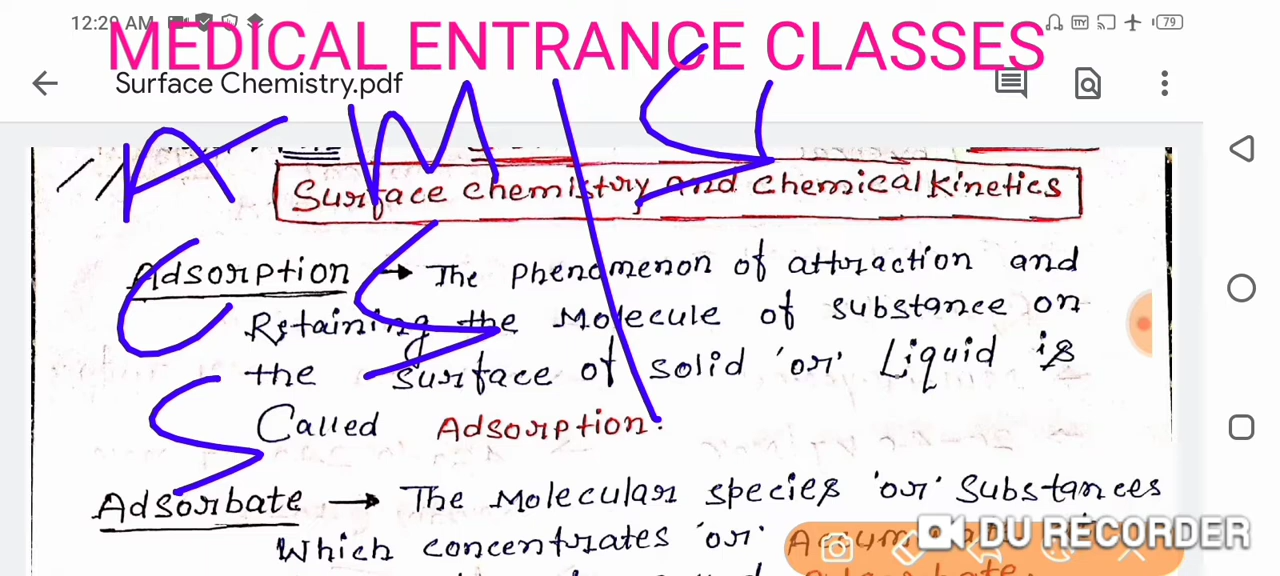 12:29 AM 79
MEDICAL ENTRANCE CLASSES
Surface Chemistry.pdf
Surface chemistry and chemical kinetics
Adsorption → The Phenomenon of attraction and
Retaining the Molecule of substance on
the surface of solid 'or' Liquid is
Called Adsorption.
Adsorbate → The Molecular species 'or' Substances
Which concentrates 'or'
DU RECORDER